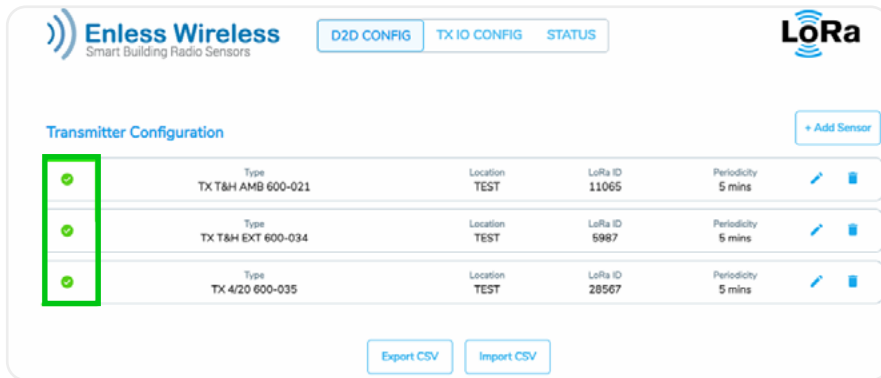 Enless Wireless
Smart Building Radio Sensors
D2D CONFIG TX IO CONFIG STATUS
LoRa
Transmitter Configuration
+ Add Sensor
Type Location LoRa ID Periodicity
TX T&H AMB 600-021 TEST 11065 5 mins
Type Location LoRa ID Periodicity
TX T&H EXT 600-034 TEST 5987 5 mins
Type Location LoRa ID Periodicity
TX 4/20 600-035 TEST 28567 5 mins
Export CSV Import CSV